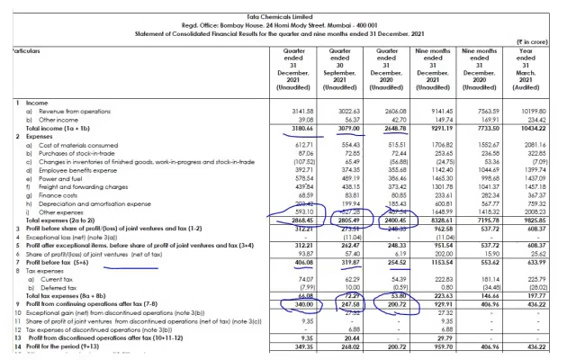 Tata Chemicals Limited
Regd. Office: Bombay House, 24 Homi Mody Street, Mumbai - 400 001
Statement of Consolidated Financial Results for the quarter and nine months ended 31 December, 2021
(₹ in crore)
Particulars Quarter ended 31 December, 2021 (Unaudited) Quarter ended 30 September, 2021 (Unaudited) Quarter ended 31 December, 2020 (Unaudited) Nine months ended 31 December, 2021 (Unaudited) Nine months ended 31 December, 2020 (Unaudited) Year ended 31 March, 2021 (Audited)
1 Income
a) Revenue from operations 3141.58 3022.63 2606.08 9141.45 7563.59 10199.80
b) Other income 39.08 56.37 42.70 149.74 169.91 234.42
Total income (1a + 1b) 3180.66 3079.00 2648.78 9291.19 7733.50 10434.22
2 Expenses
a) Cost of materials consumed 612.71 554.43 515.51 1706.82 1552.67 2081.16
b) Purchases of stock-in-trade 87.06 72.85 72.44 253.65 236.58 322.85
c) Changes in inventories of finished goods, work-in-progress and stock-in-trade (107.52) 65.49 (56.88) (24.75) 53.36 (7.09)
d) Employee benefits expense 392.71 374.35 355.68 1142.40 1044.69 1399.74
e) Power and fuel 578.54 489.19 386.46 1465.30 998.68 1437.09
f) Freight and forwarding charges 439.84 438.15 373.42 1301.78 1041.37 1457.18
g) Finance costs 68.59 83.81 80.85 233.61 282.34 367.37
h) Depreciation and amortisation expense 203.42 199.94 185.43 600.81 567.77 759.32
i) Other expenses 593.10 527.28 1648.99 1418.32 2008.23
Total expenses (2a to 2i) 2868.45 2805.49 2400.45 8328.61 7195.78 9825.85
3 Profit before share of profit/(loss) of joint ventures and tax (1-2) 312.21 273.51 248.33 962.58 537.72 608.37
4 Exceptional loss (net) (note 3(a)) - (11.04) - (11.04) - -
5 Profit after exceptional items, before share of profit of joint ventures and tax (3+4) 312.21 262.47 248.33 951.54 537.72 608.37
6 Share of profit/(loss) of joint ventures (net of tax) 93.87 57.40 6.19 202.00 15.90 25.62
7 Profit before tax (5+6) 406.08 319.87 254.52 1153.54 553.62 633.99
8 Tax expenses
a) Current tax 74.07 62.29 54.39 222.83 181.14 225.79
b) Deferred tax (7.99) 10.00 (0.59) 0.80 (34.48) (28.02)
Total tax expenses (8a + 8b) 66.08 72.29 53.80 223.63 146.66 197.77
9 Profit from continuing operations after tax (7-8) 340.00 247.58 200.72 929.91 406.96 436.22
10 Exceptional gain (net) from discontinued operations (note 3(b)) - 27.32 - 27.32 - -
11 Share of profit of joint ventures from discontinued operations (net of tax) (note 3(c)) 9.35 - - 9.35 - -
12 Tax expenses of discontinued operations (note 3(b)) - 6.88 - 6.88 - -
13 Profit from discontinued operations after tax (10+11-12) 9.35 20.44 - 29.79 - -
14 Profit for the period (9+13) 349.35 268.02 200.72 959.70 406.96 436.22